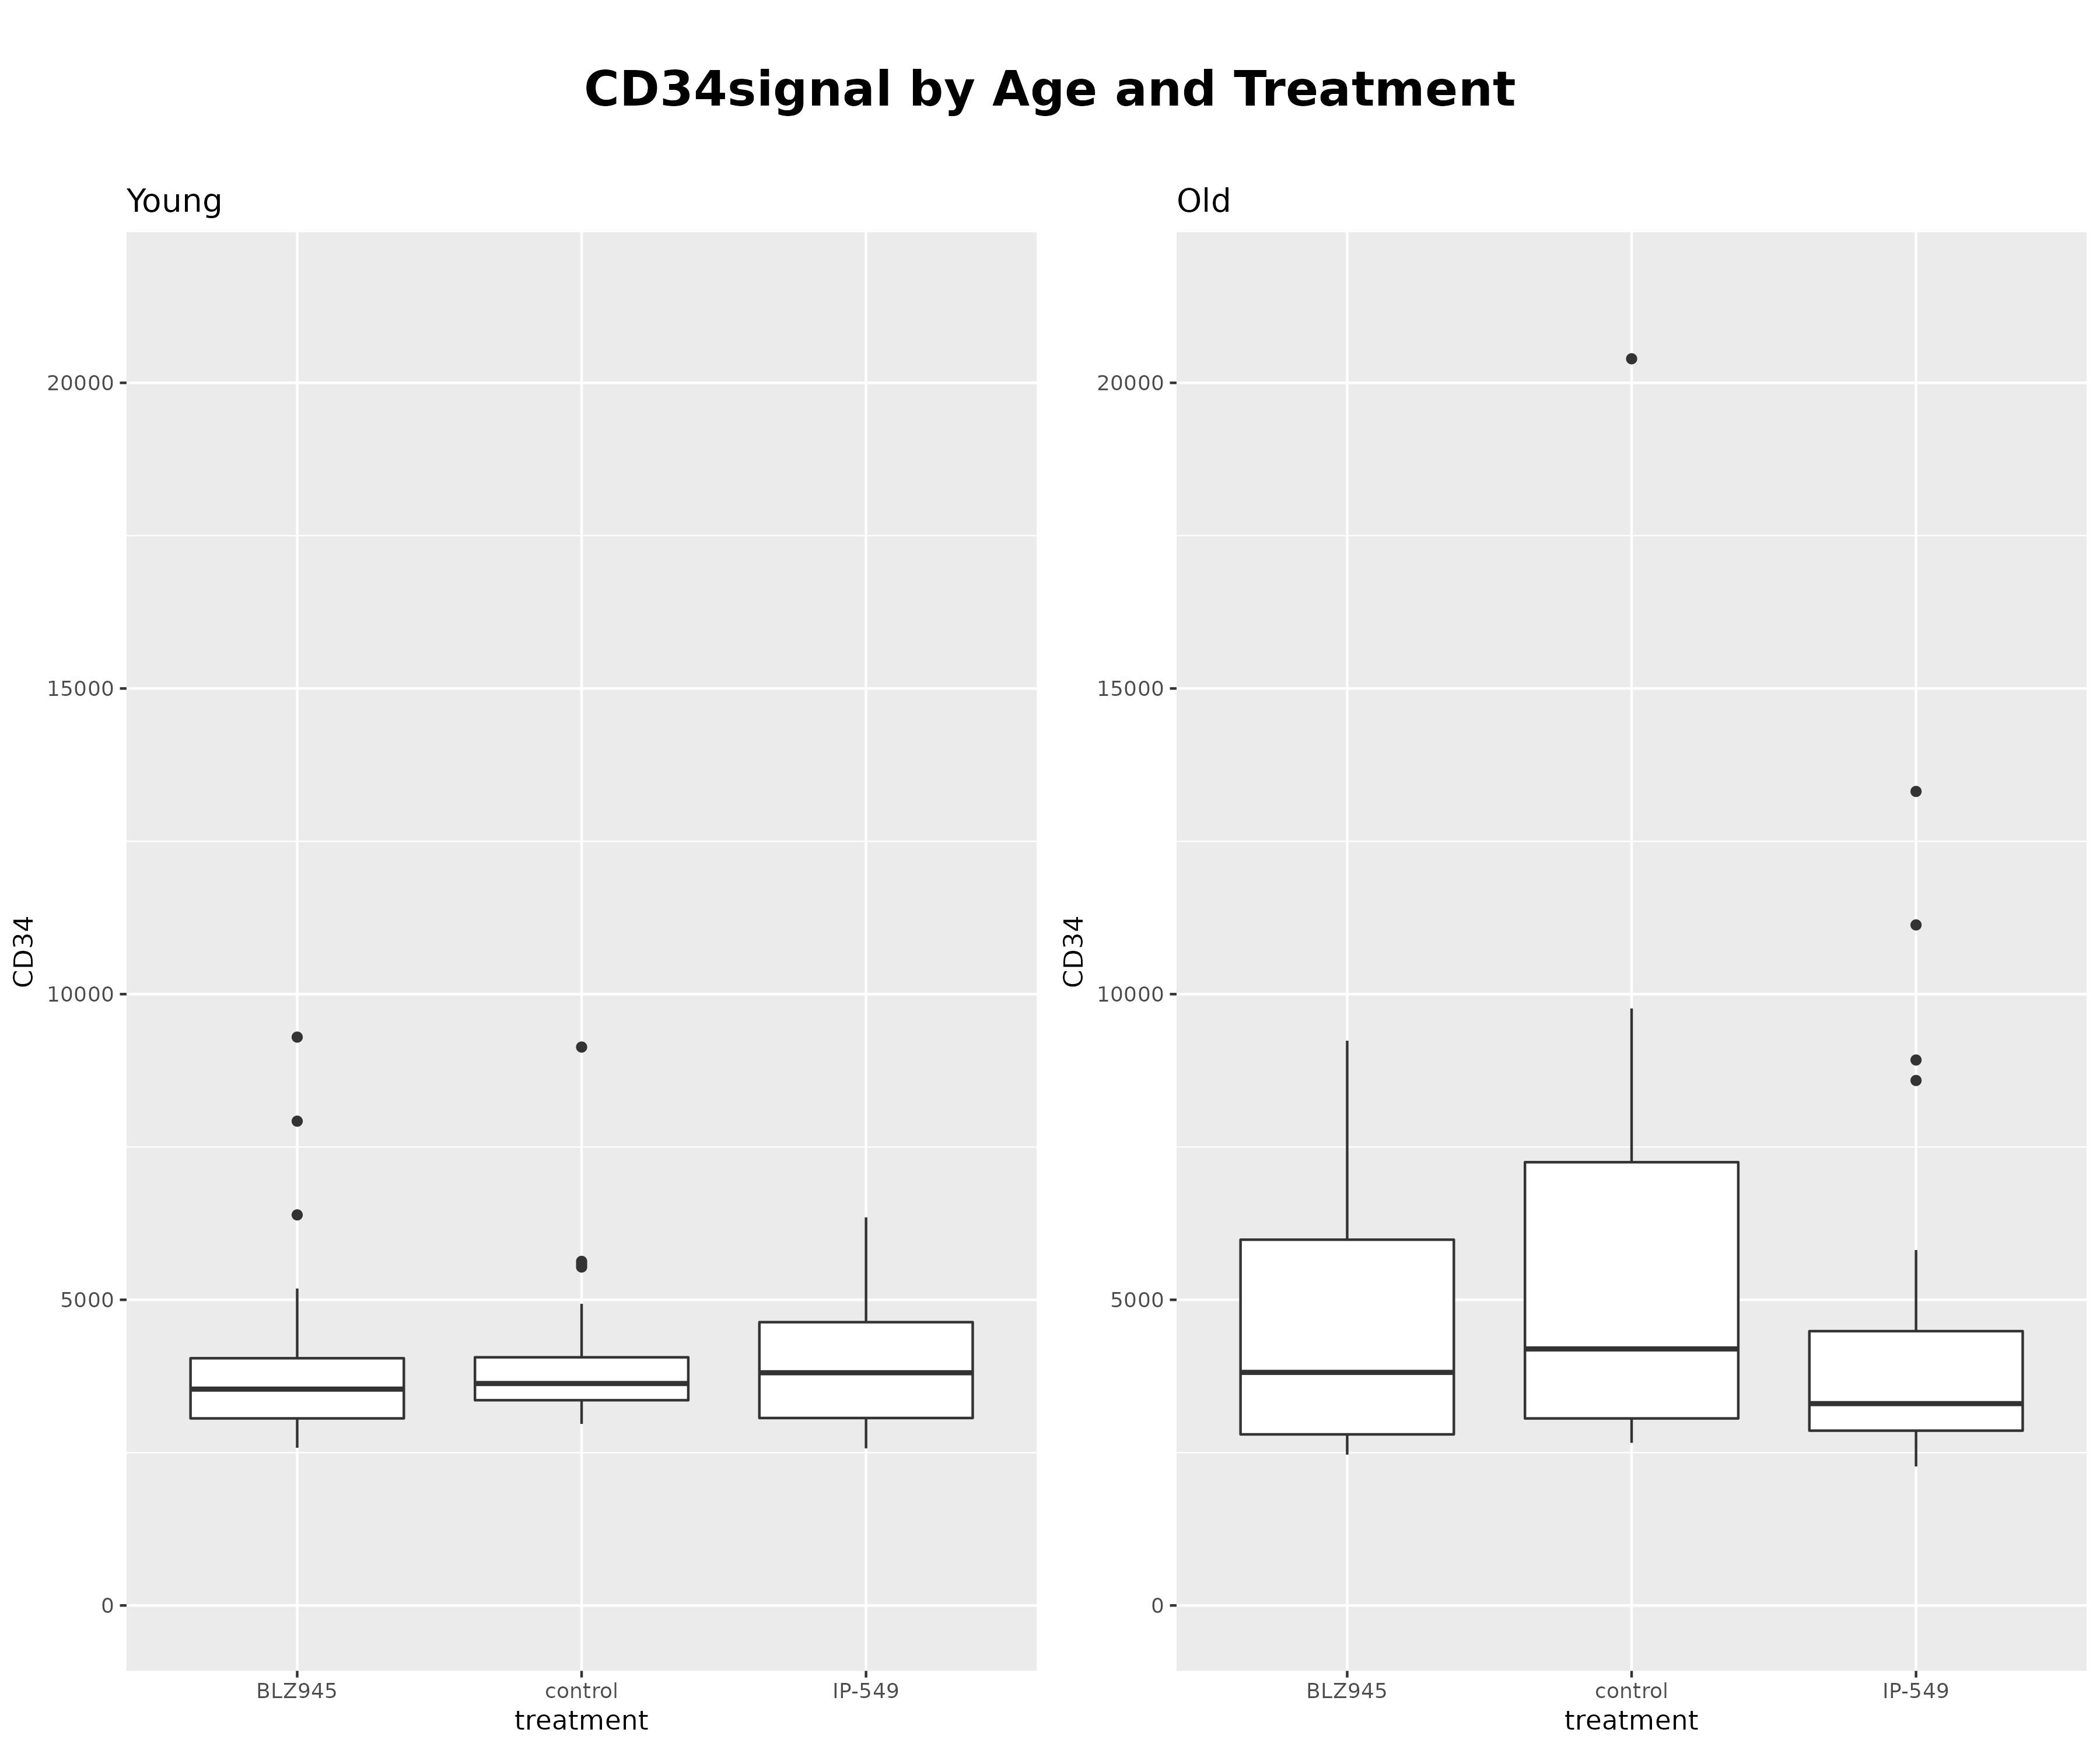 CD34signal by Age and Treatment
Young
20000
15000
10000
5000
0
CD34
BLZ945 control IP-549
treatment
Old
20000
15000
10000
5000
0
CD34
BLZ945 control IP-549
treatment